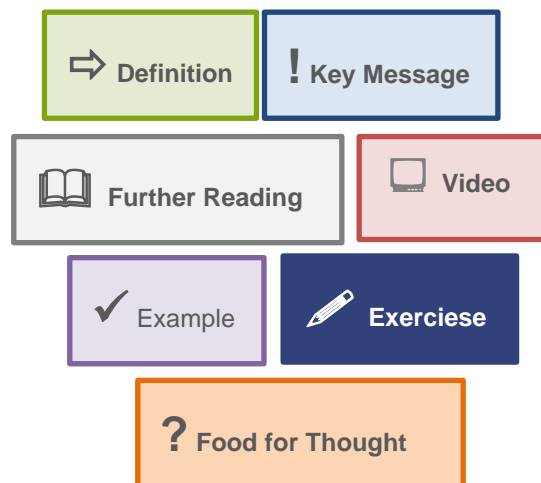 Definition
! Key Message
Further Reading
Video
Example
Exerciese
? Food for Thought